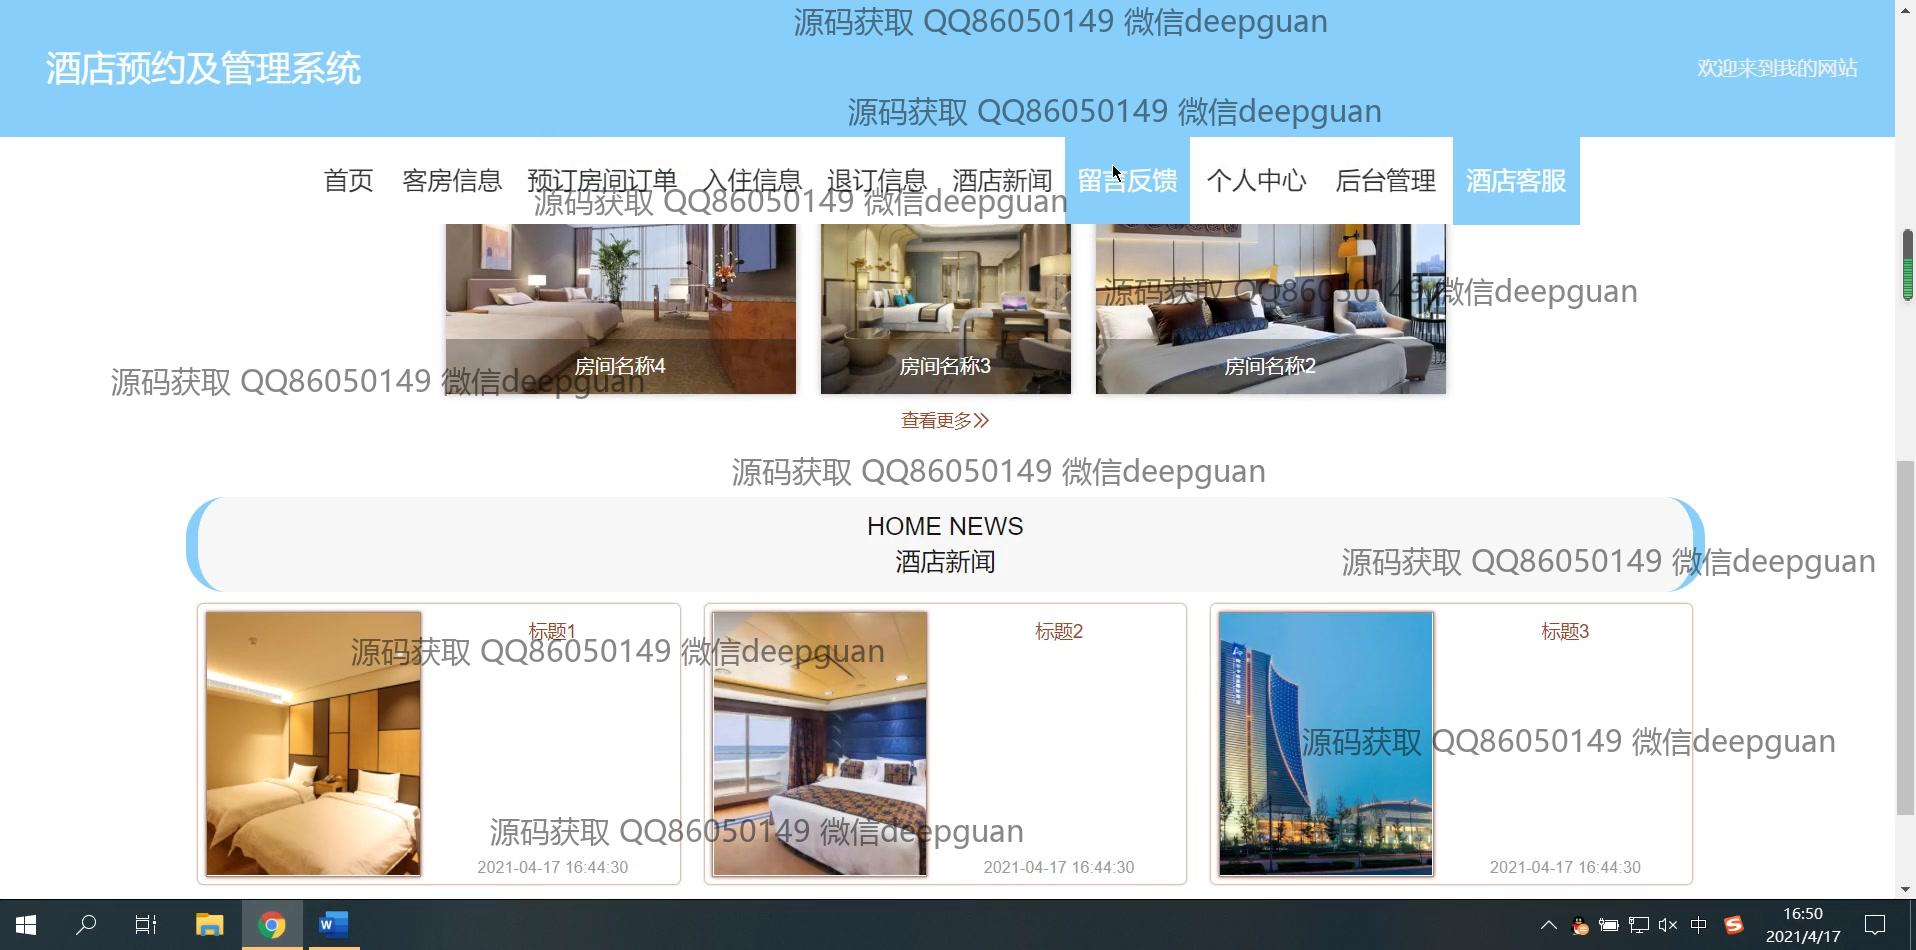 源码获取 QQ86050149 微信deepguan
酒店预约及管理系统
欢迎来到我的网站
源码获取 QQ86050149 微信deepguan
首页 客房信息 预订房间订单 入住信息 退订信息 酒店新闻 留言反馈 个人中心 后台管理 酒店客服
源码获取 QQ86050149 微信deepguan
源码获取 QQ86050149 微信deepguan
房间名称4 房间名称3 房间名称2
源码获取 QQ86050149 微信deepguan
查看更多
源码获取 QQ86050149 微信deepguan
HOME NEWS
酒店新闻
源码获取 QQ86050149 微信deepguan
标题1 标题2 标题3
源码获取 QQ86050149 微信deepguan
源码获取 QQ86050149 微信deepguan
源码获取 QQ86050149 微信deepguan
2021-04-17 16:44:30 2021-04-17 16:44:30 2021-04-17 16:44:30
中
16:50
2021/4/17